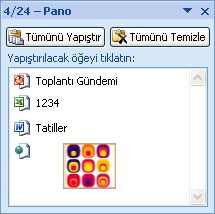 4/24 – Pano
Tümünü Yapıştır Tümünü Temizle
Yapıştırılacak öğeyi tıklatın:
Toplantı Gündemi
1234
Tatiller